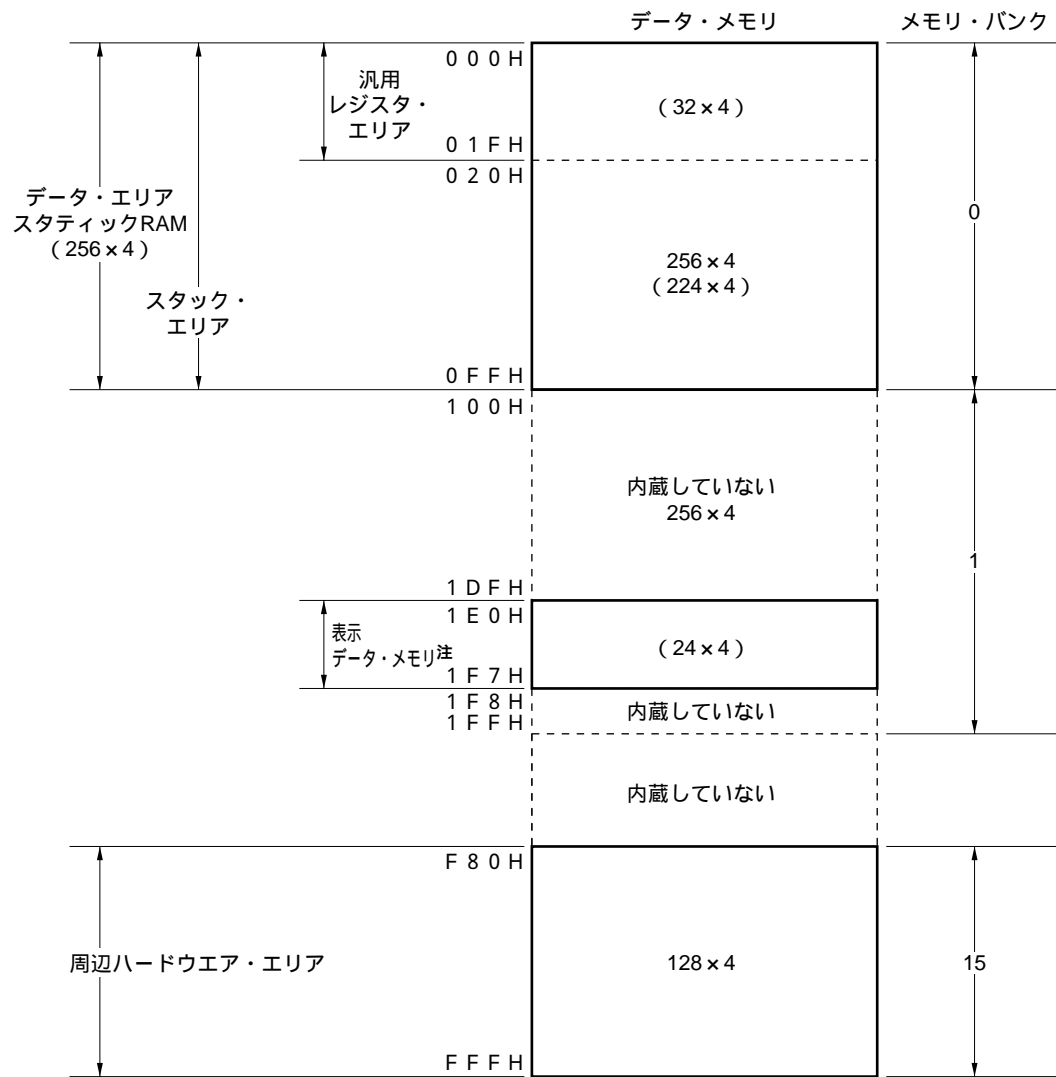 データ・メモリ
メモリ・バンク
000H
汎用
レジスタ・
エリア
(32×4)
01FH
020H
データ・エリア
スタティックRAM
(256×4)
0
256×4
(224×4)
スタック・
エリア
0FFH
100H
内蔵していない
256×4
1
1DFH
1E0H
表示
データ・メモリ注
(24×4)
1F7H
1F8H
1FFH
内蔵していない
内蔵していない
F80H
周辺ハードウエア・エリア
128×4
15
FFFH